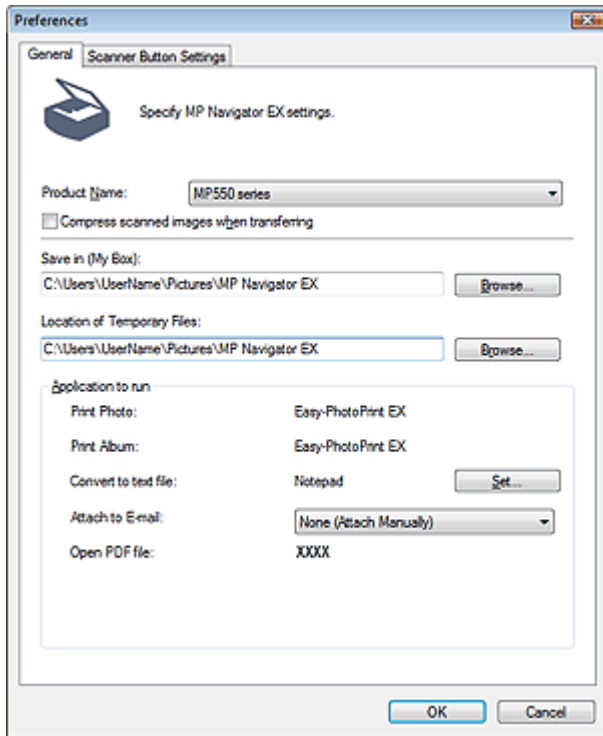 Preferences
General Scanner Button Settings
Specify MP Navigator EX settings.
Product Name: MP550 series
Compress scanned images when transferring
Save in (My Box):
C:\Users\UserName\Pictures\MP Navigator EX Browse...
Location of Temporary Files:
C:\Users\UserName\Pictures\MP Navigator EX Browse...
Application to run
Print Photo: Easy-PhotoPrint EX
Print Album: Easy-PhotoPrint EX
Convert to text file: Notepad Set...
Attach to E-mail: None (Attach Manually)
Open PDF file: XXXX
OK Cancel